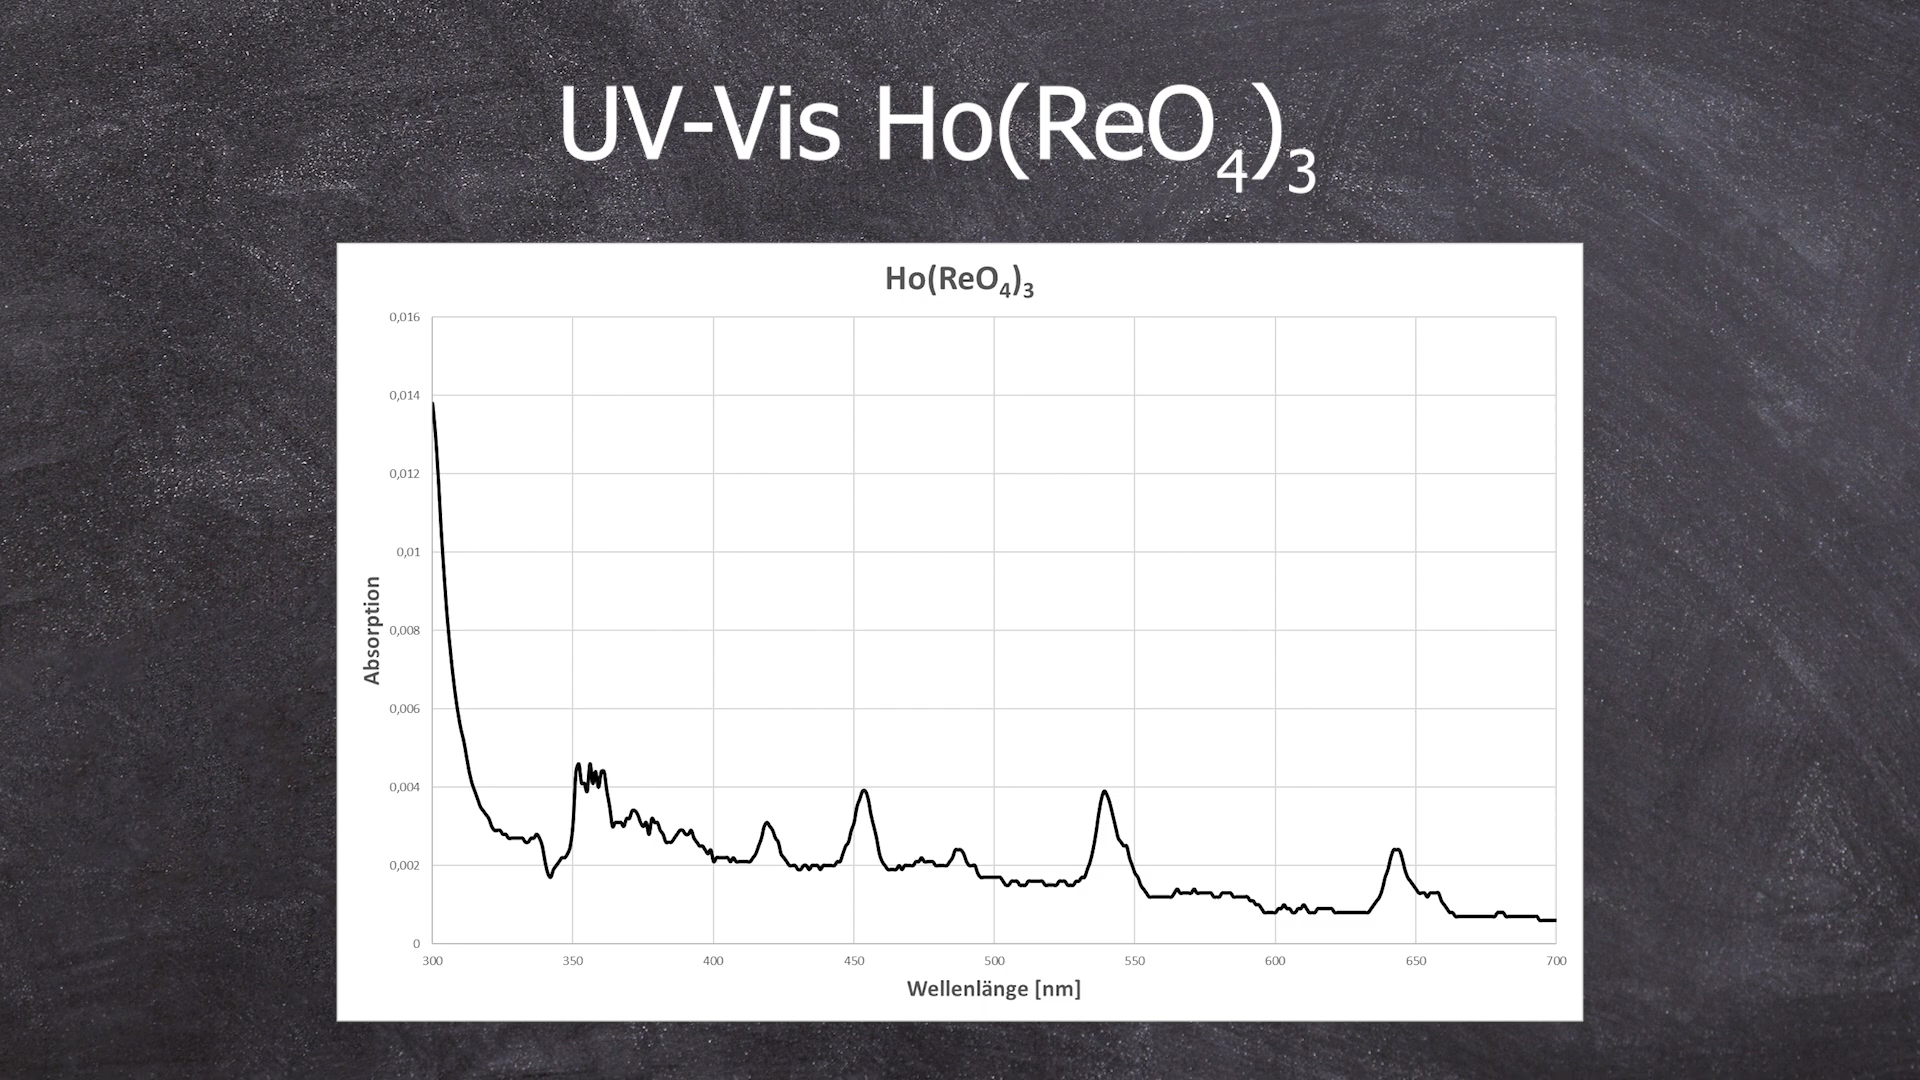 UV-Vis Ho(ReO₄)₃
Ho(ReO₄)₃
0,016
0,014
0,012
0,01
0,008
0,006
0,004
0,002
0
Absorption
300 350 400 450 500 550 600 650 700
Wellenlänge [nm]